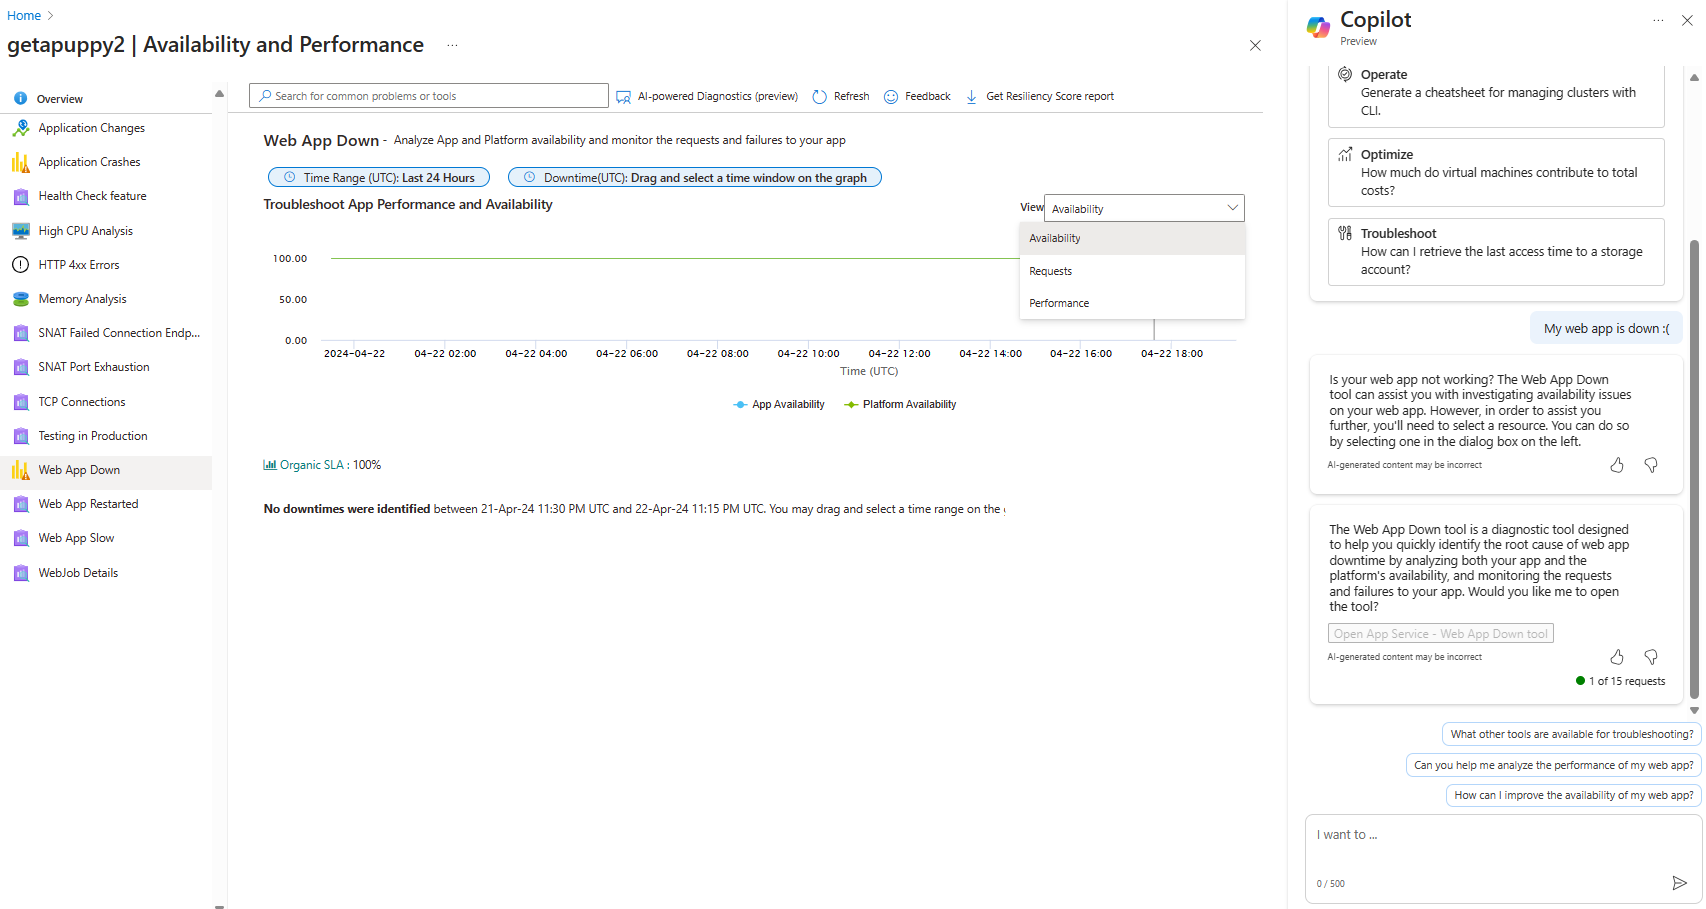 Home
getapuppy2 | Availability and Performance ...
Overview
Application Changes
Application Crashes
Health Check feature
High CPU Analysis
HTTP 4xx Errors
Memory Analysis
SNAT Failed Connection Endp...
SNAT Port Exhaustion
TCP Connections
Testing in Production
Web App Down
Web App Restarted
Web App Slow
WebJob Details
Search for common problems or tools
AI-powered Diagnostics (preview)
Refresh
Feedback
Get Resiliency Score report
Web App Down - Analyze App and Platform availability and monitor the requests and failures to your app
Time Range (UTC): Last 24 Hours
Downtime(UTC): Drag and select a time window on the graph
Troubleshoot App Performance and Availability
View
Availability
Availability
Requests
Performance
100.00
50.00
0.00
2024-04-22
04-22 02:00
04-22 04:00
04-22 06:00
04-22 08:00
04-22 10:00
04-22 12:00
04-22 14:00
04-22 16:00
04-22 18:00
Time (UTC)
App Availability
Platform Availability
Organic SLA : 100%
No downtimes were identified between 21-Apr-24 11:30 PM UTC and 22-Apr-24 11:15 PM UTC. You may drag and select a time range on the
Copilot
Preview
...
Operate
Generate a cheatsheet for managing clusters with
CLI.
Optimize
How much do virtual machines contribute to total
costs?
Troubleshoot
How can I retrieve the last access time to a storage
account?
My web app is down :(
Is your web app not working? The Web App Down
tool can assist you with investigating availability issues
on your web app. However, in order to assist you
further, you'll need to select a resource. You can do so
by selecting one in the dialog box on the left.
AI-generated content may be incorrect
The Web App Down tool is a diagnostic tool designed
to help you quickly identify the root cause of web app
downtime by analyzing both your app and the
platform's availability, and monitoring the requests
and failures to your app. Would you like me to open
the tool?
Open App Service - Web App Down tool
AI-generated content may be incorrect
1 of 15 requests
What other tools are available for troubleshooting?
Can you help me analyze the performance of my web app?
How can I improve the availability of my web app?
I want to ...
0 / 500